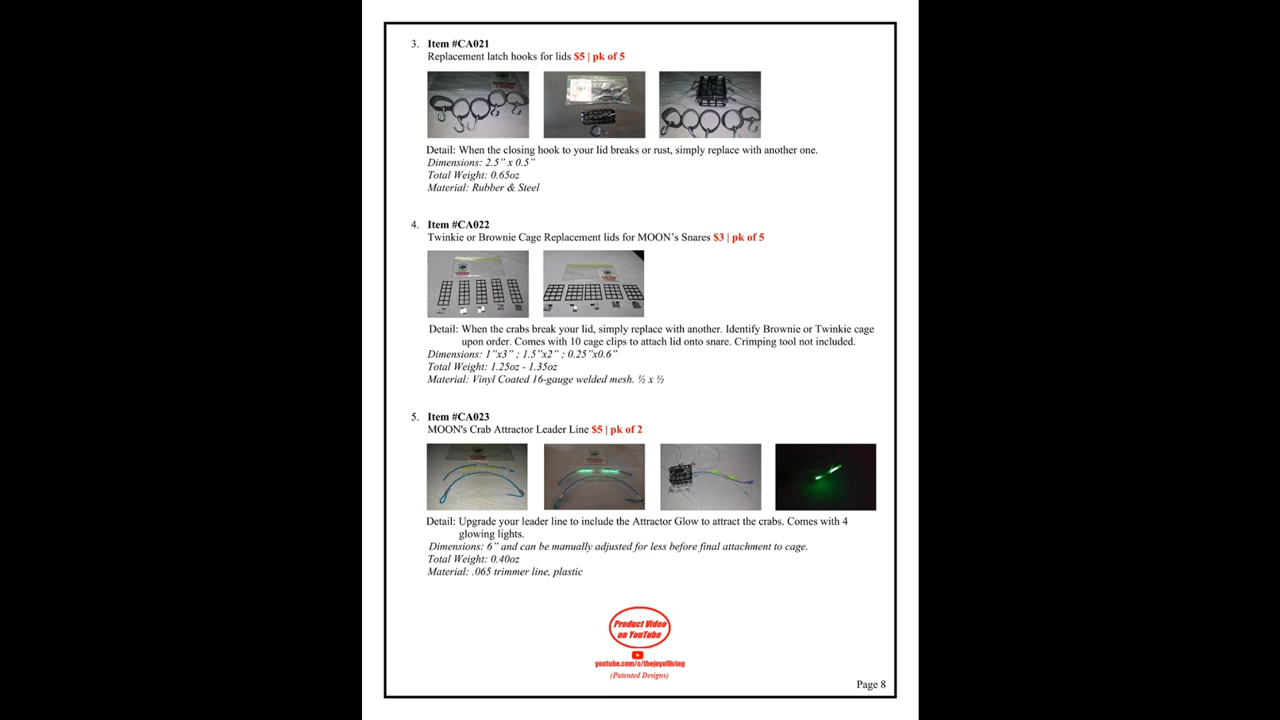 3. Item #CA021
Replacement latch hooks for lids $5 | pk of 5
Detail: When the closing hook to your lid breaks or rust, simply replace with another one.
Dimensions: 2.5” x 0.5”
Total Weight: 0.65oz
Material: Rubber & Steel
4. Item #CA022
Twinkie or Brownie Cage Replacement lids for MOON’s Snares $3 | pk of 5
Detail: When the crabs break your lid, simply replace with another. Identify Brownie or Twinkie cage
upon order. Comes with 10 cage clips to attach lid onto snare. Crimping tool not included.
Dimensions: 1”x3” ; 1.5”x2” ; 0.25”x0.6”
Total Weight: 1.25oz - 1.35oz
Material: Vinyl Coated 16-gauge welded mesh. ½ x ½
5. Item #CA023
MOON's Crab Attractor Leader Line $5 | pk of 2
Detail: Upgrade your leader line to include the Attractor Glow to attract the crabs. Comes with 4
glowing lights.
Dimensions: 6” and can be manually adjusted for less before final attachment to cage.
Total Weight: 0.40oz
Material: .065 trimmer line, plastic
Product Video
on YouTube
youtube.com/c/thejoyofliving
(Patented Designs)
Page 8